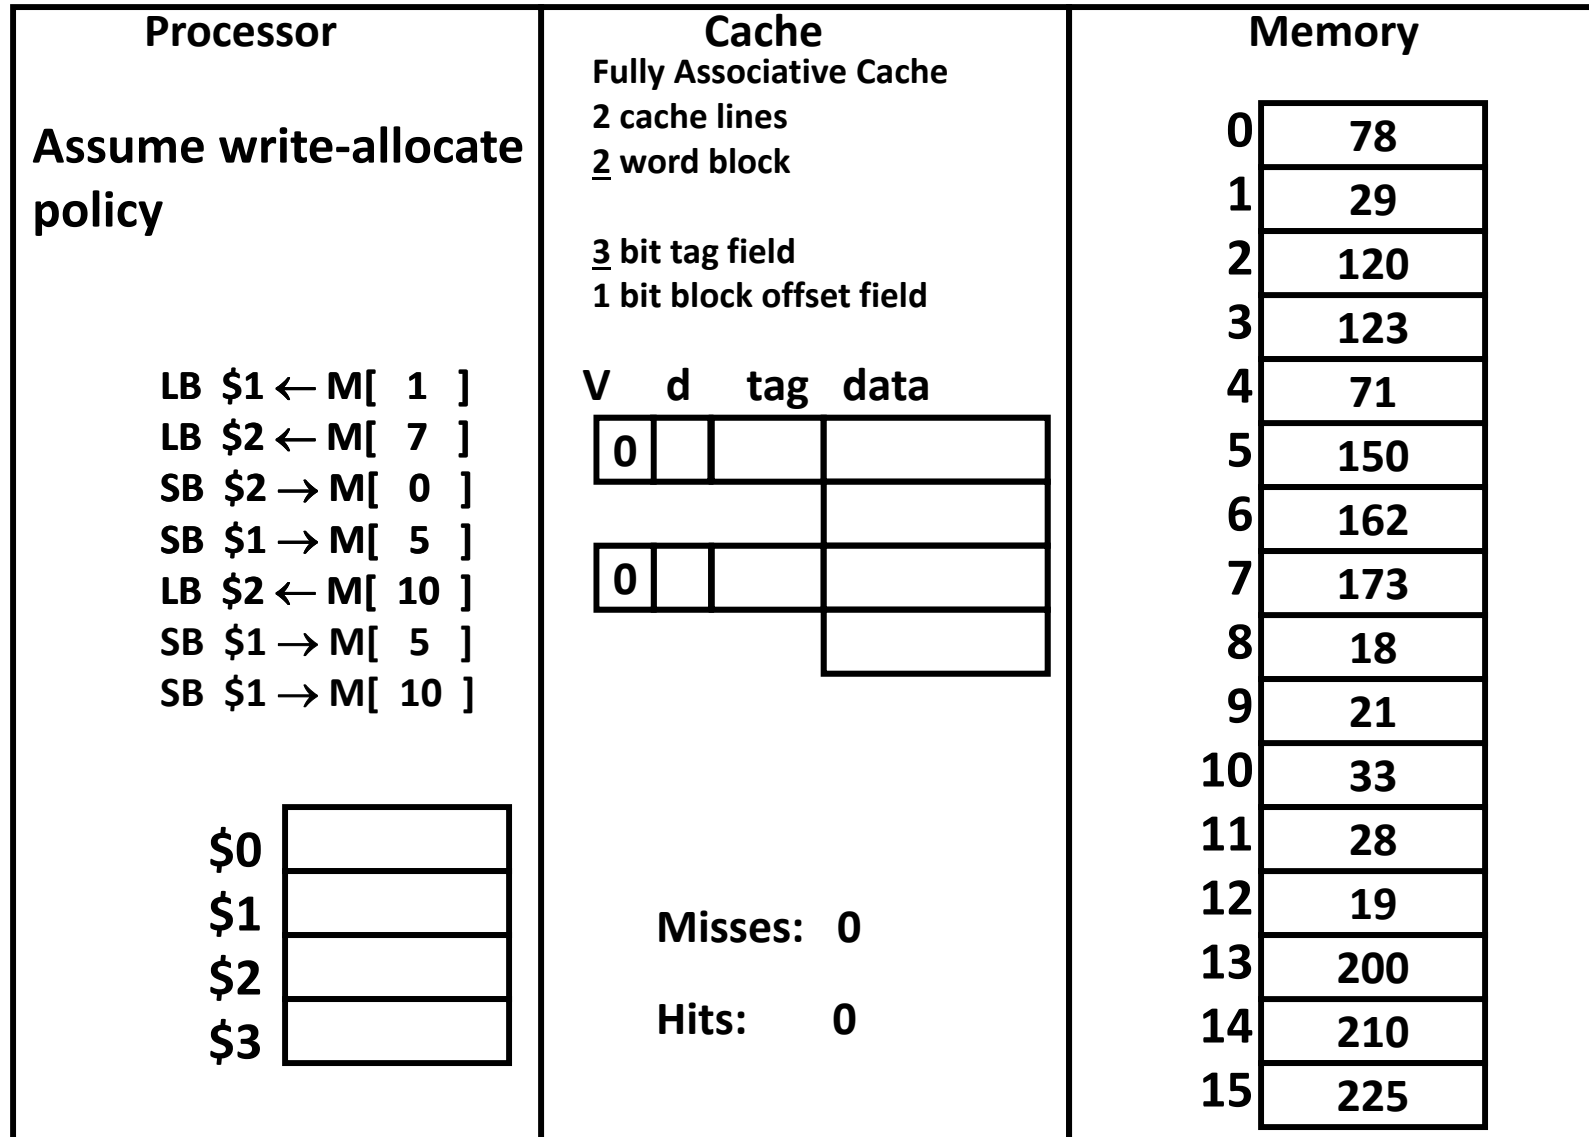 Processor
Assume write-allocate
policy
LB $1 ← M[ 1 ]
LB $2 ← M[ 7 ]
SB $2 → M[ 0 ]
SB $1 → M[ 5 ]
LB $2 ← M[ 10 ]
SB $1 → M[ 5 ]
SB $1 → M[ 10 ]
$0
$1
$2
$3
Cache
Fully Associative Cache
2 cache lines
2 word block
3 bit tag field
1 bit block offset field
V d tag data
0
0
Misses: 0
Hits: 0
Memory
0 78
1 29
2 120
3 123
4 71
5 150
6 162
7 173
8 18
9 21
10 33
11 28
12 19
13 200
14 210
15 225